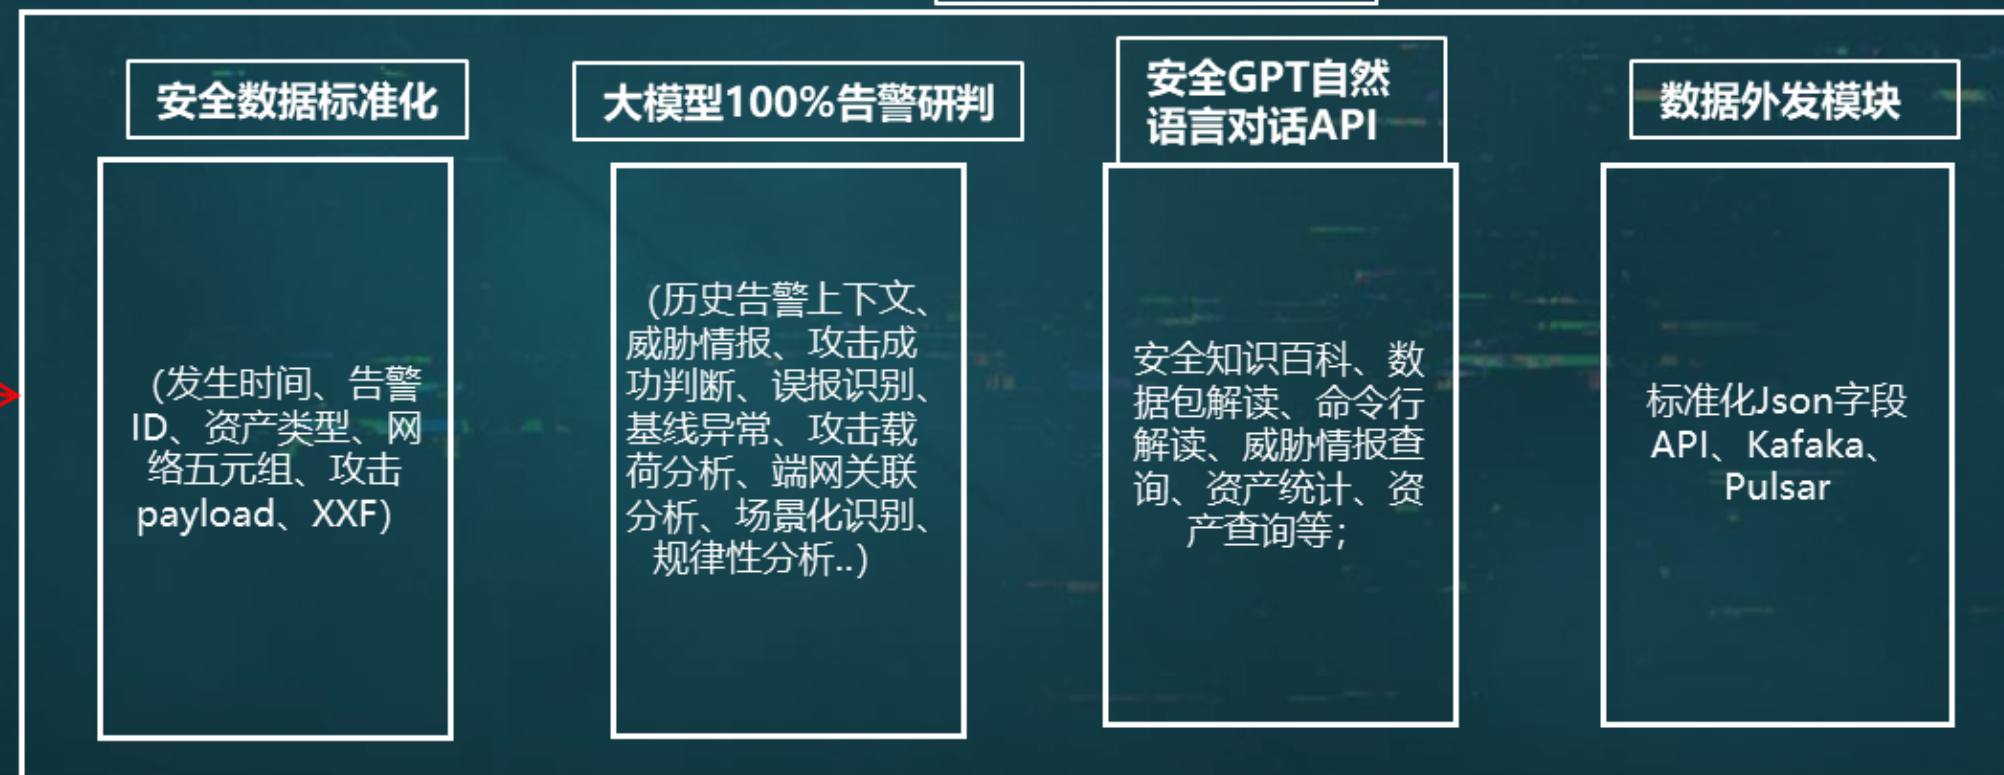 安全数据标准化
(发生时间、告警
ID、资产类型、网
络五元组、攻击
payload、XXF)
大模型100%告警研判
(历史告警上下文、
威胁情报、攻击成
功判断、误报识别、
基线异常、攻击载
荷分析、端网关联
分析、场景化识别、
规律性分析..)
安全GPT自然
语言对话API
安全知识百科、数
据包解读、命令行
解读、威胁情报查
询、资产统计、资
产查询等；
数据外发模块
标准化Json字段
API、Kafaka、
Pulsar